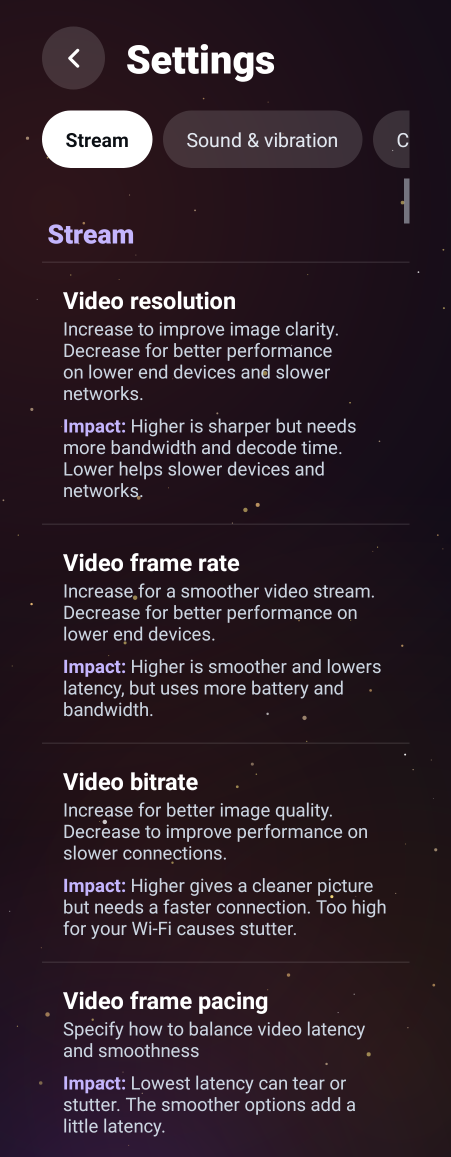 Settings
Stream
Sound & vibration
C
Stream
Video resolution
Increase to improve image clarity.
Decrease for better performance
on lower end devices and slower
networks.
Impact: Higher is sharper but needs
more bandwidth and decode time.
Lower helps slower devices and
networks.
Video frame rate
Increase for a smoother video stream.
Decrease for better performance on
lower end devices.
Impact: Higher is smoother and lowers
latency, but uses more battery and
bandwidth.
Video bitrate
Increase for better image quality.
Decrease to improve performance on
slower connections.
Impact: Higher gives a cleaner picture
but needs a faster connection. Too high
for your Wi-Fi causes stutter.
Video frame pacing
Specify how to balance video latency
and smoothness
Impact: Lowest latency can tear or
stutter. The smoother options add a
little latency.